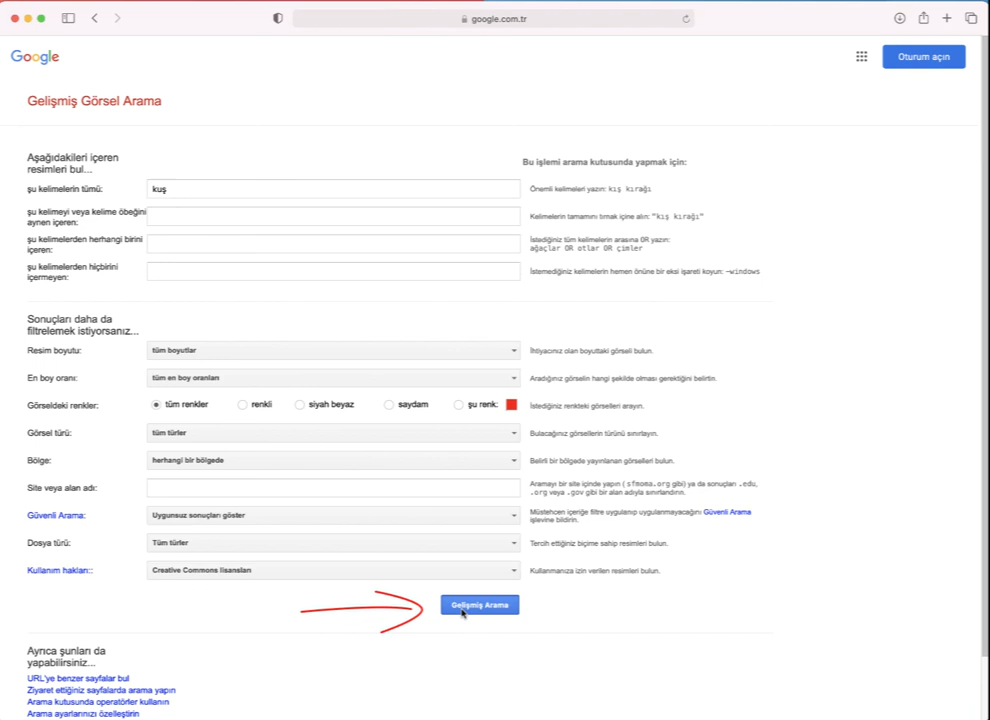 google.com.tr
Google
Oturum açın
Gelişmiş Görsel Arama
Aşağıdakileri içeren
resimleri bul...
Bu işlemi arama kutusunda yapmak için:
şu kelimelerin tümü:
kuş
Önemli kelimeleri yazın: kış kırağı
şu kelimeyi veya kelime öbeğini
aynen içeren:
Kelimelerin tamamını tırnak içine alın: "kış kırağı"
şu kelimelerden herhangi birini
içeren:
İstediğiniz tüm kelimelerin arasına OR yazın:
ağaçlar OR otlar OR çimler
şu kelimelerden hiçbirini
içermeyen:
İstemediğiniz kelimelerin hemen önüne bir eksi işareti koyun: -windows
Sonuçları daha da
filtrelemek istiyorsanız...
Resim boyutu:
tüm boyutlar
İhtiyacınız olan boyuttaki görseli bulun.
En boy oranı:
tüm en boy oranları
Aradığınız görselin hangi şekilde olması gerektiğini belirtin.
Görseldeki renkler:
tüm renkler
renkli
siyah beyaz
saydam
şu renk:
İstediğiniz renkteki görselleri arayın.
Görsel türü:
tüm türler
Bulacağınız görsellerin türünü sınırlayın.
Bölge:
herhangi bir bölgede
Belirli bir bölgede yayınlanan görselleri bulun.
Site veya alan adı:
Aramayı bir site içinde yapın ( sfmoma.org gibi) ya da sonuçları .edu,
.org veya .gov gibi bir alan adıyla sınırlandırın.
Güvenli Arama:
Uygunsuz sonuçları göster
Müstehcen içeriğe filtre uygulanıp uygulanmayacağını Güvenli Arama
işlevine bildirin.
Dosya türü:
Tüm türler
Tercih ettiğiniz biçime sahip resimleri bulun.
Kullanım hakları::
Creative Commons lisansları
Kullanmanıza izin verilen resimleri bulun.
Gelişmiş Arama
Ayrıca şunları da
yapabilirsiniz...
URL'ye benzer sayfalar bul
Ziyaret ettiğiniz sayfalarda arama yapın
Arama kutusunda operatörler kullanın
Arama ayarlarınızı özelleştirin